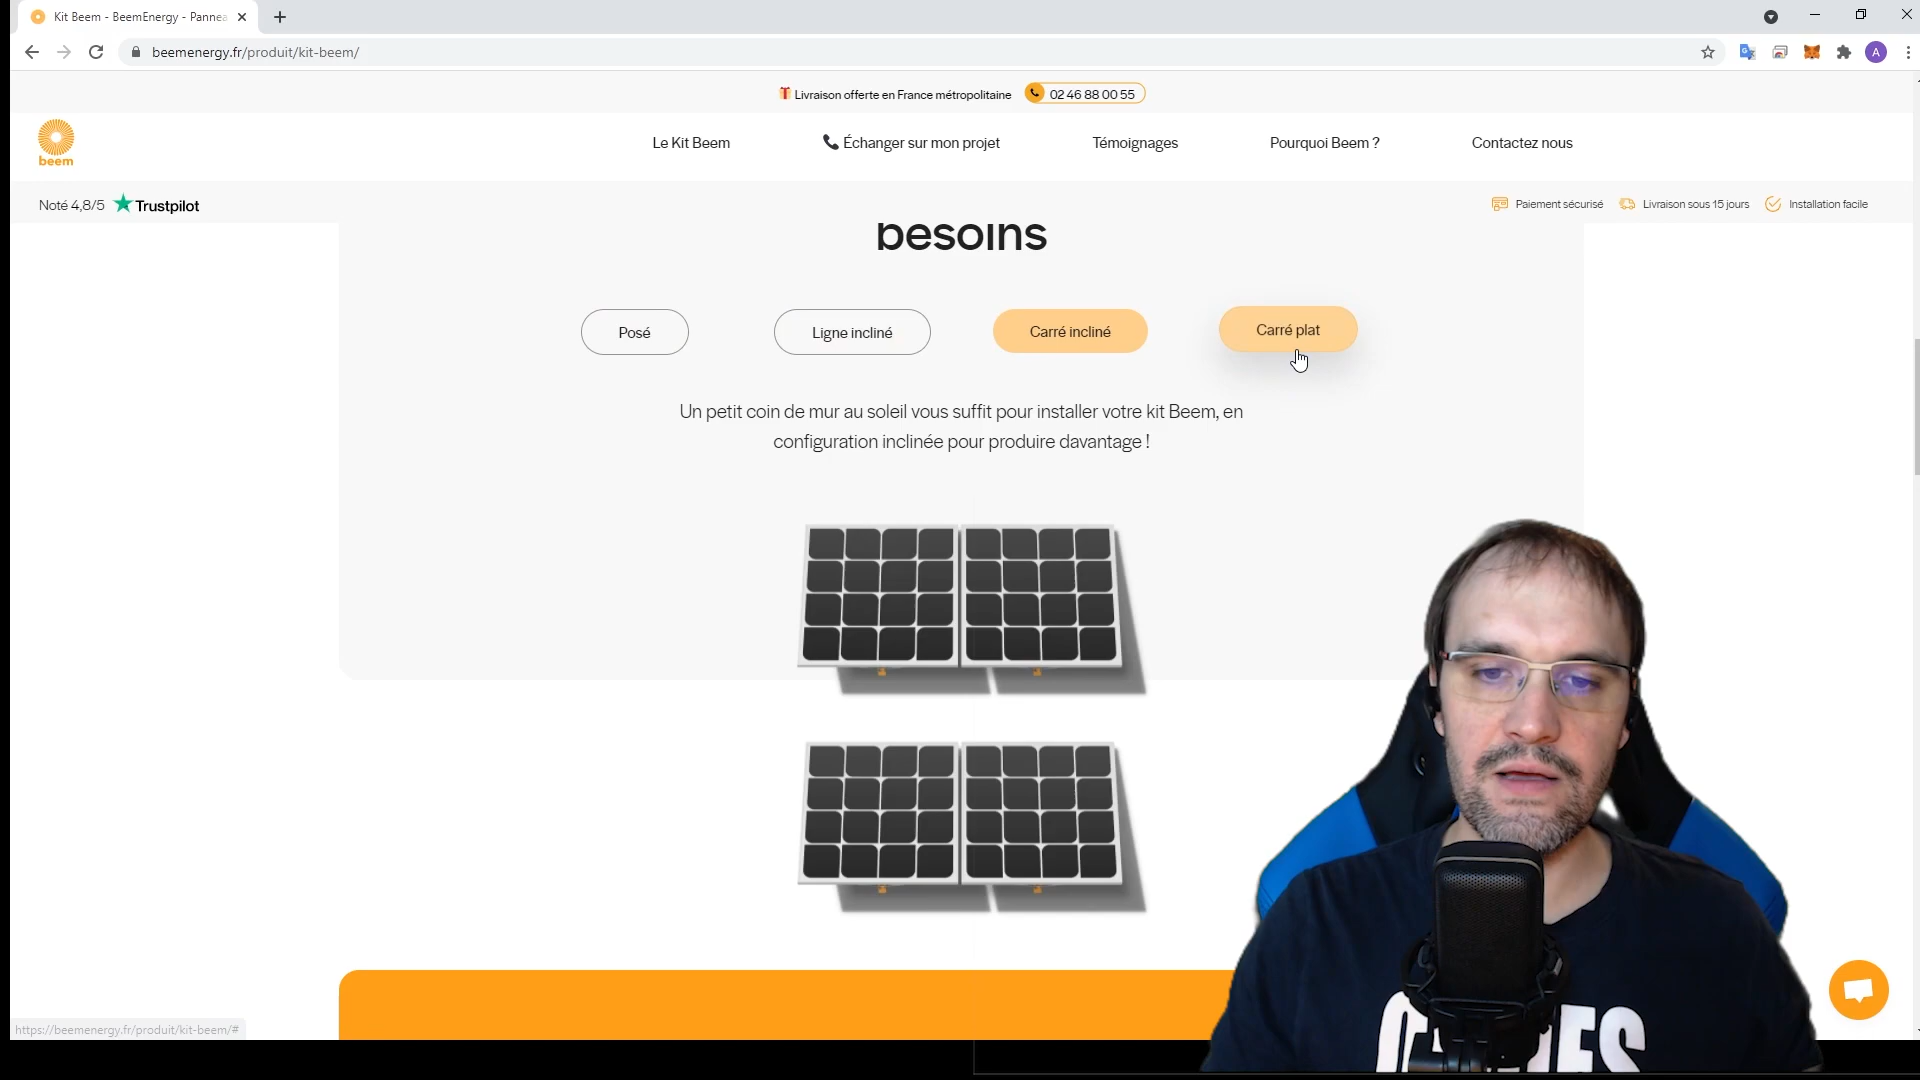 Kit Beem - BeemEnergy - Pannea
beemenergy.fr/produit/kit-beem/
A
Livraison offerte en France métropolitaine
02 46 88 00 55
beem
Le Kit Beem
Échanger sur mon projet
Témoignages
Pourquoi Beem ?
Contactez nous
Noté 4,8/5
Trustpilot
Paiement sécurisé
Livraison sous 15 jours
Installation facile
besoins
Posé
Ligne incliné
Carré incliné
Carré plat
Un petit coin de mur au soleil vous suffit pour installer votre kit Beem, en
configuration inclinée pour produire davantage !
https://beemenergy.fr/produit/kit-beem/#